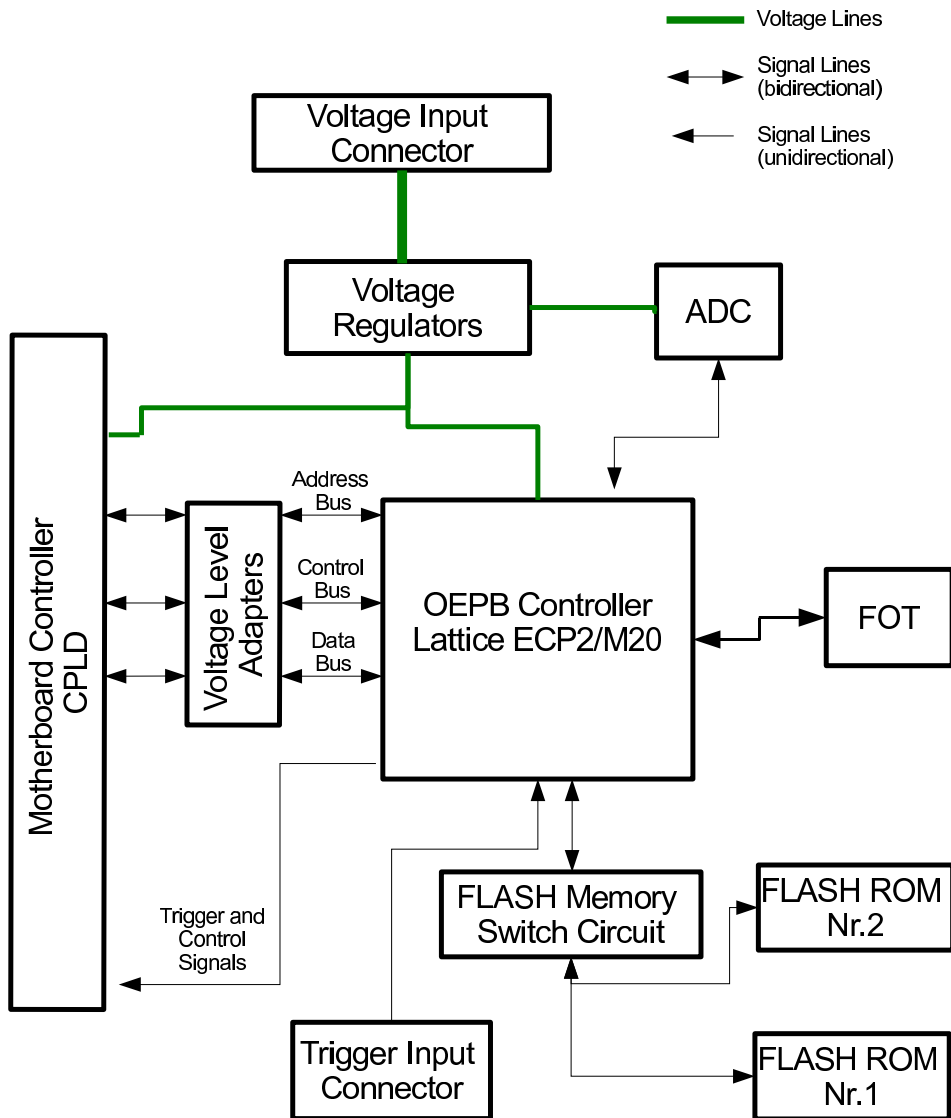 Voltage Lines
Signal Lines
(bidirectional)
Signal Lines
(unidirectional)
Voltage Input
Connector
Voltage
Regulators
ADC
Motherboard Controller
CPLD
Voltage Level
Adapters
Address
Bus
Control
Bus
Data
Bus
OEPB Controller
Lattice ECP2/M20
FOT
Trigger and
Control
Signals
FLASH Memory
Switch Circuit
FLASH ROM
Nr.2
Trigger Input
Connector
FLASH ROM
Nr.1